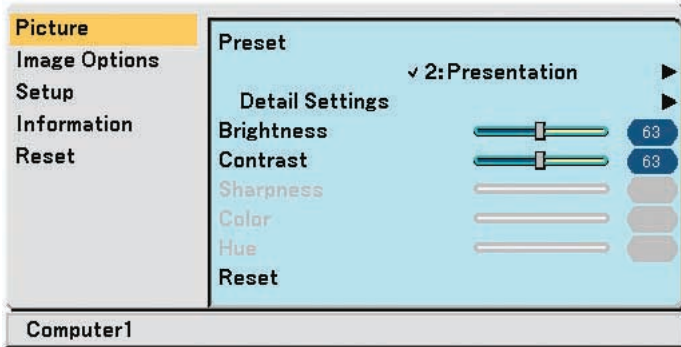 Picture
Image Options
Setup
Information
Reset
Preset
✓ 2:Presentation
Detail Settings
Brightness 63
Contrast 63
Sharpness
Color
Hue
Reset
Computer1